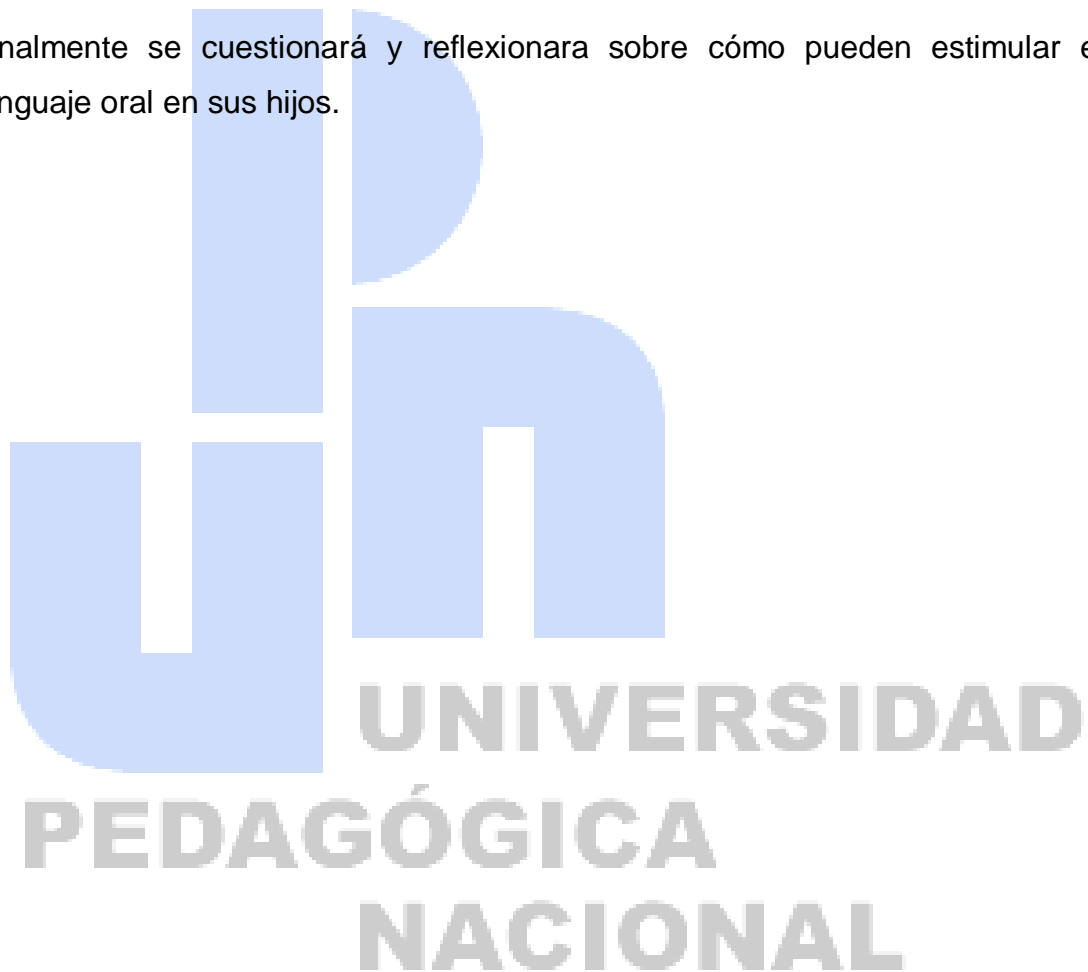 nalmente se cuestionará y reflexionara sobre cómo pueden estimular e
nguaje oral en sus hijos.
UNIVERSIDAD
PEDAGÓGICA
NACIONAL